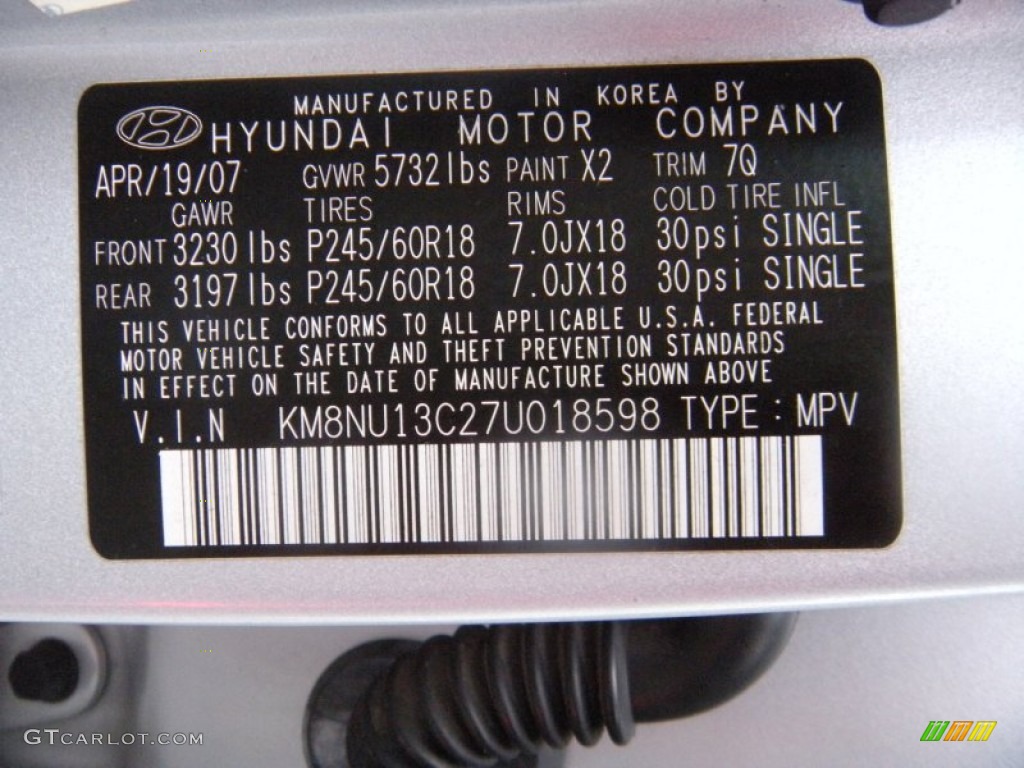 MANUFACTURED IN KOREA BY
HYUNDAI MOTOR COMPANY
APR/19/07 GVWR 5732lbs PAINT X2 TRIM 7Q
GAWR TIRES RIMS COLD TIRE INFL
FRONT 3230lbs P245/60R18 7.0JX18 30psi SINGLE
REAR 3197lbs P245/60R18 7.0JX18 30psi SINGLE
THIS VEHICLE CONFORMS TO ALL APPLICABLE U.S.A. FEDERAL
MOTOR VEHICLE SAFETY AND THEFT PREVENTION STANDARDS
IN EFFECT ON THE DATE OF MANUFACTURE SHOWN ABOVE
V.I.N KM8NU13C27U018598 TYPE : MPV
GTCARLOT.COM